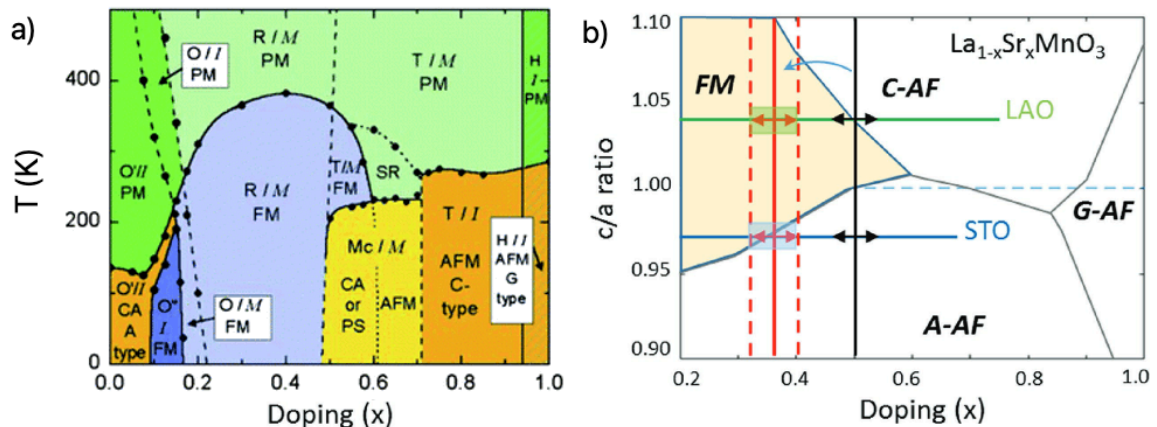 a)
T (K)
400
200
0
O / I
PM
R / M
PM
T / M
PM
H
I -
PM
O'/I
PM
R / M
FM
T/M
FM
SR
T / I
AFM
C-
type
Mc / M
CA
or
PS
AFM
H / I
AFM
G
type
O'/I
CA
A
type
O''
I
FM
O / M
FM
0.0
0.2
0.4
0.6
0.8
1.0
Doping (x)
b)
c/a ratio
1.10
1.05
1.00
0.95
0.90
La1-xSrxMnO3
FM
C-AF
LAO
G-AF
STO
A-AF
0.2
0.4
0.6
0.8
1.0
Doping (x)